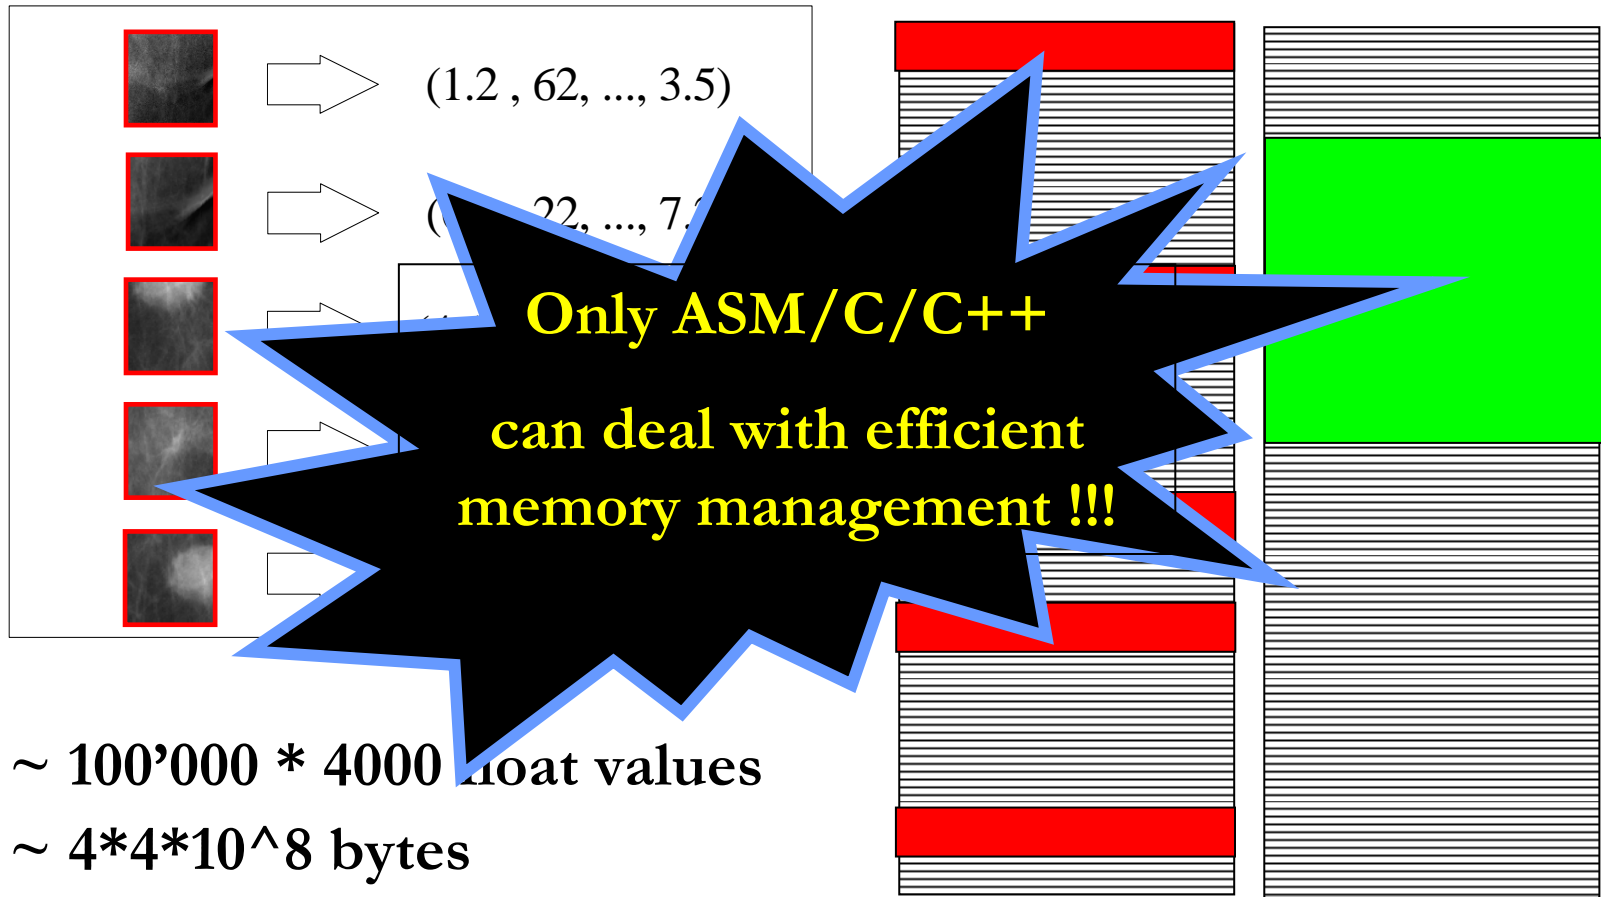 (1.2 , 62, ..., 3.5)
22, ..., 7.
Only ASM/C/C++
can deal with efficient
memory management !!!
~ 100’000 * 4000 float values
~ 4*4*10^8 bytes